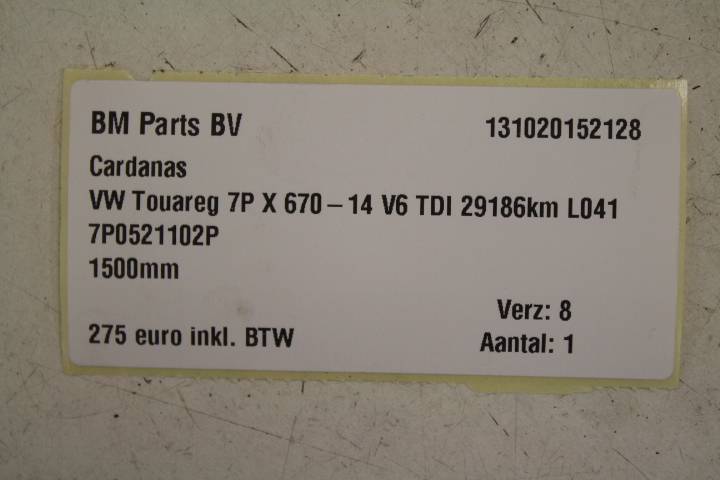 BM Parts BV 131020152128
Cardanas
VW Touareg 7P X 670-14 V6 TDI 29186km L041
7P0521102P
1500mm
Verz: 8
275 euro inkl. BTW Aantal: 1